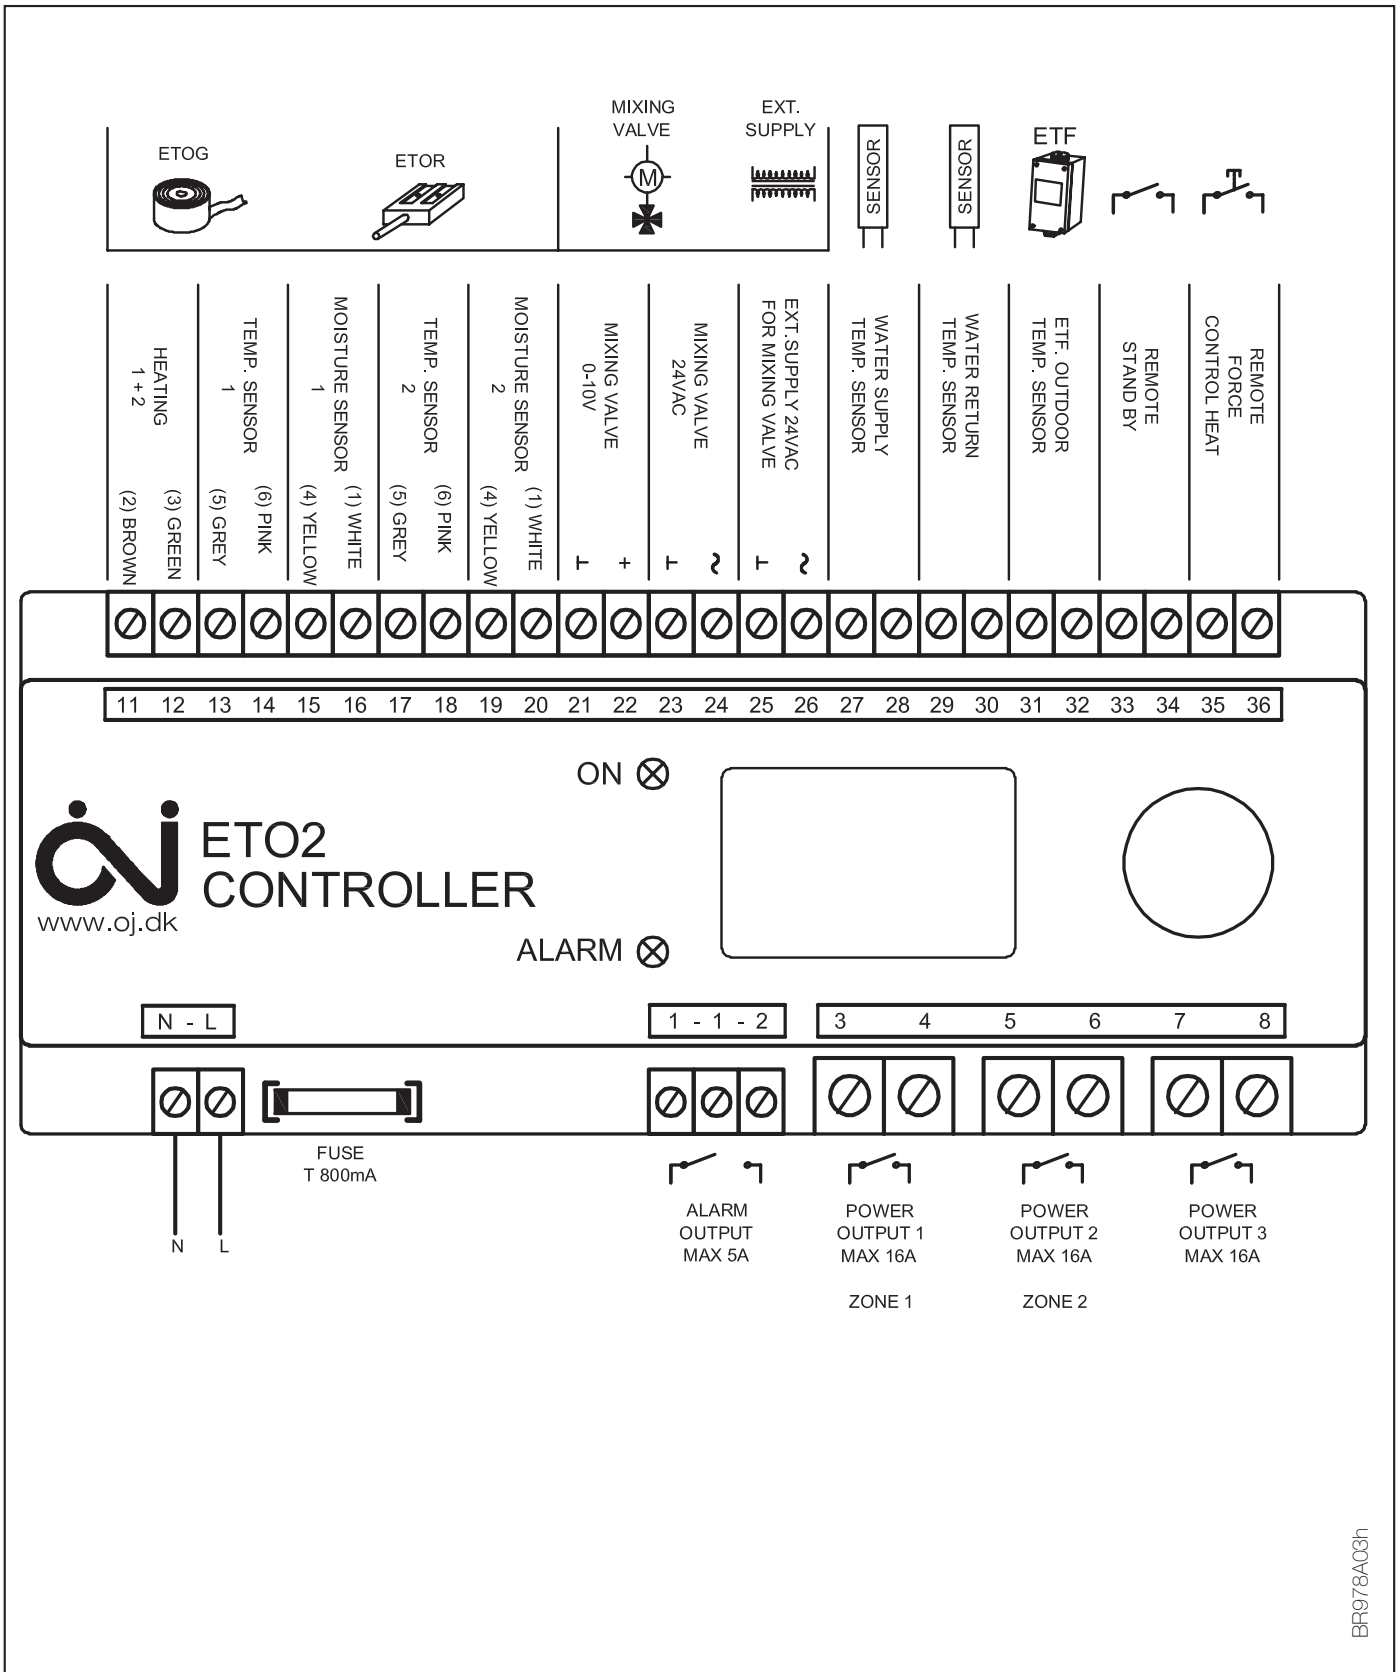 MIXING
VALVE
EXT.
SUPPLY
ETOG
ETOR
SENSOR
SENSOR
ETF
HEATING
1 + 2
TEMP. SENSOR
1
MOISTURE SENSOR
1
TEMP. SENSOR
2
MOISTURE SENSOR
2
MIXING VALVE
0-10V
MIXING VALVE
24VAC
EXT.SUPPLY 24VAC
FOR MIXING VALVE
WATER SUPPLY
TEMP. SENSOR
WATER RETURN
TEMP. SENSOR
ETF. OUTDOOR
TEMP. SENSOR
REMOTE
STAND BY
REMOTE
FORCE
CONTROL HEAT
(2) BROWN
(3) GREEN
(5) GREY
(6) PINK
(4) YELLOW
(1) WHITE
(5) GREY
(6) PINK
(4) YELLOW
(1) WHITE
+
~
~
11 12 13 14 15 16 17 18 19 20 21 22 23 24 25 26 27 28 29 30 31 32 33 34 35 36
ON
OJ
ETO2
CONTROLLER
www.oj.dk
ALARM
N - L
1 - 1 - 2
3 4 5 6 7 8
FUSE
T 800mA
N L
ALARM
OUTPUT
MAX 5A
POWER
OUTPUT 1
MAX 16A
ZONE 1
POWER
OUTPUT 2
MAX 16A
ZONE 2
POWER
OUTPUT 3
MAX 16A
M
BR978A03h